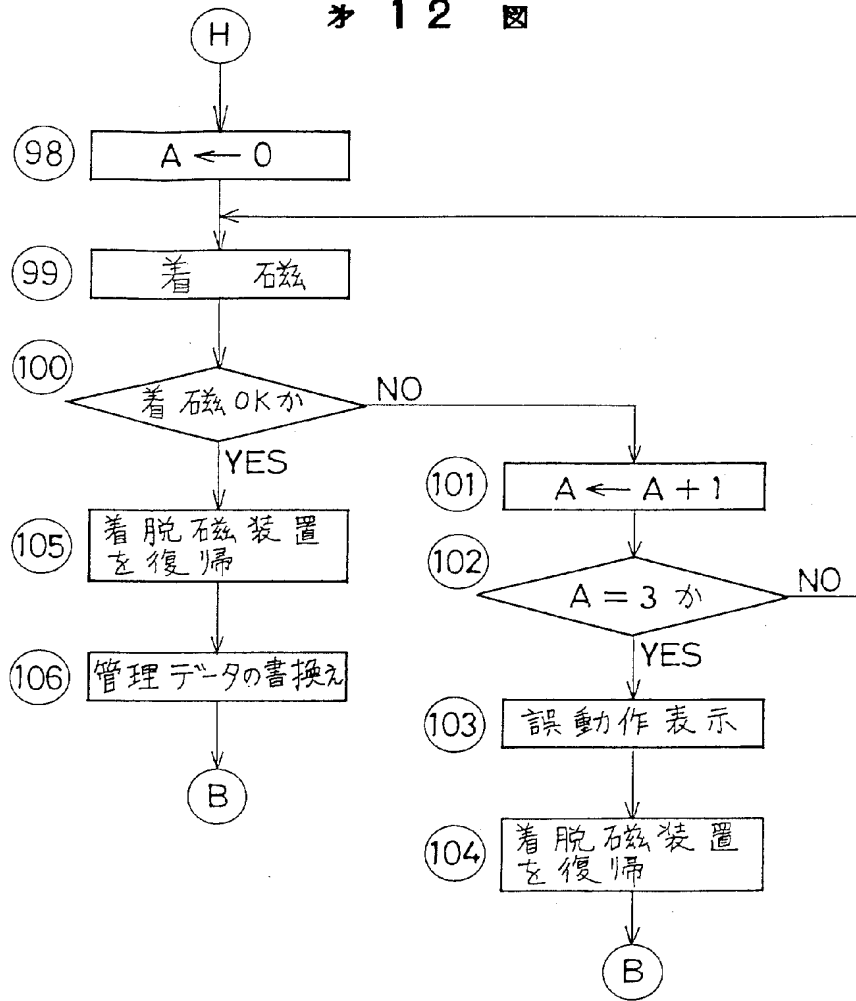 才 12 図
H
98
A ← 0
99
着 磁
100
着磁OKか
NO
YES
101
A ← A + 1
105
着脱磁装置
を復帰
102
A = 3 か
NO
YES
106
管理データの書換え
103
誤動作表示
B
104
着脱磁装置
を復帰
B